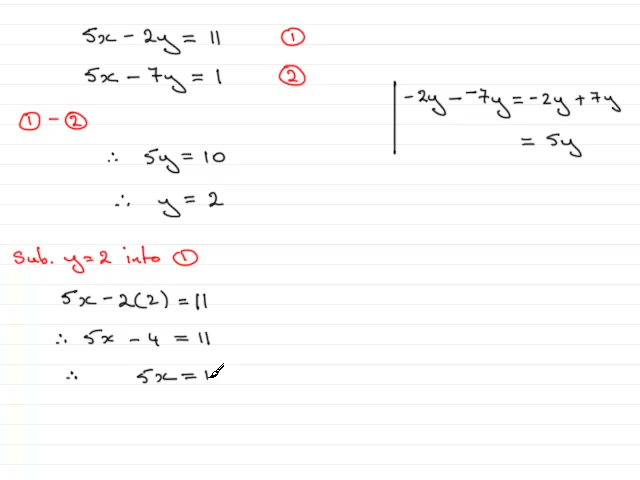 5x - 2y = 11 ①
5x - 7y = 1 ②
-2y - -7y = -2y + 7y
= 5y
① - ②
∴ 5y = 10
∴ y = 2
Sub. y=2 into ①
5x - 2(2) = 11
∴ 5x - 4 = 11
∴ 5x = 1